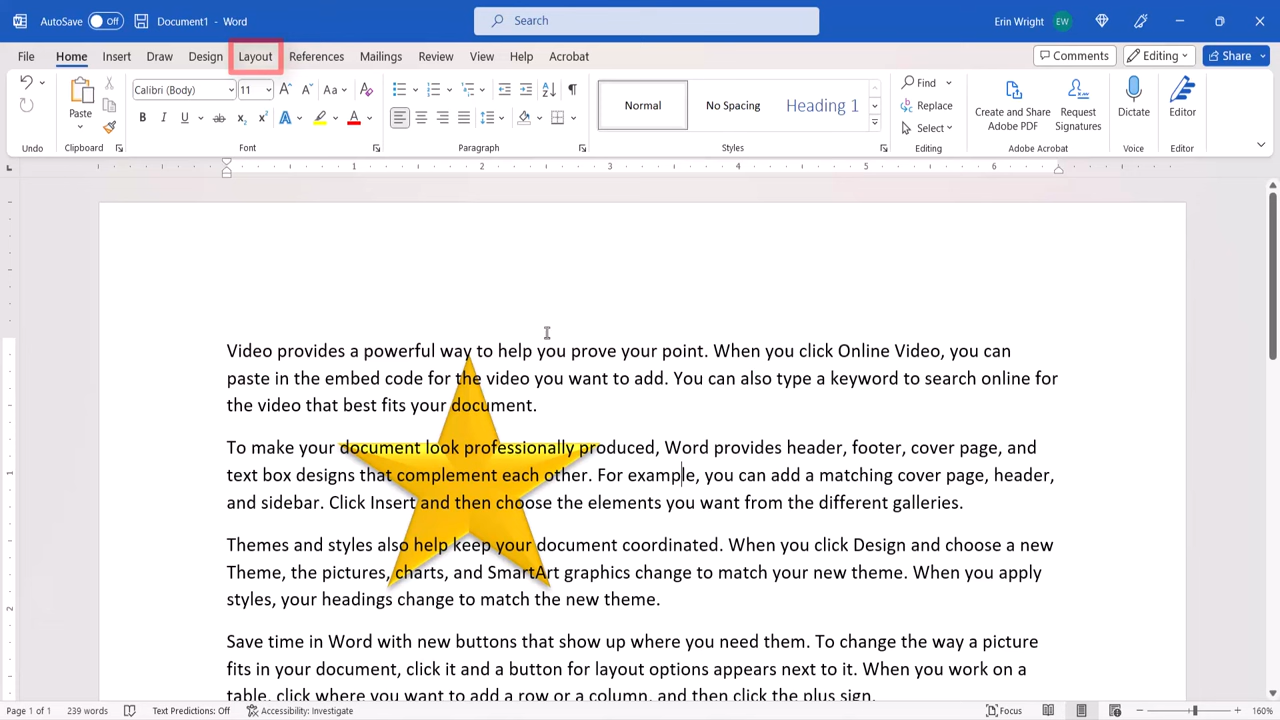 AutoSave Off Document1 - Word Search Erin Wright EW
File Home Insert Draw Design Layout References Mailings Review View Help Acrobat Comments Editing Share
Calibri (Body) 11 Aa Find
Paste Normal No Spacing Heading 1 Replace Create and Share Adobe PDF Request Signatures Dictate Editor
Select
Undo Clipboard Font Paragraph Styles Editing Adobe Acrobat Voice Editor
1 2 3 4 5 6
Video provides a powerful way to help you prove your point. When you click Online Video, you can
paste in the embed code for the video you want to add. You can also type a keyword to search online for
the video that best fits your document.
To make your document look professionally produced, Word provides header, footer, cover page, and
text box designs that complement each other. For example, you can add a matching cover page, header,
and sidebar. Click Insert and then choose the elements you want from the different galleries.
Themes and styles also help keep your document coordinated. When you click Design and choose a new
Theme, the pictures, charts, and SmartArt graphics change to match your new theme. When you apply
styles, your headings change to match the new theme.
Save time in Word with new buttons that show up where you need them. To change the way a picture
fits in your document, click it and a button for layout options appears next to it. When you work on a
table, click where you want to add a row or a column, and then click the plus sign.
Page 1 of 1 239 words Text Predictions: Off Accessibility: Investigate Focus 160%